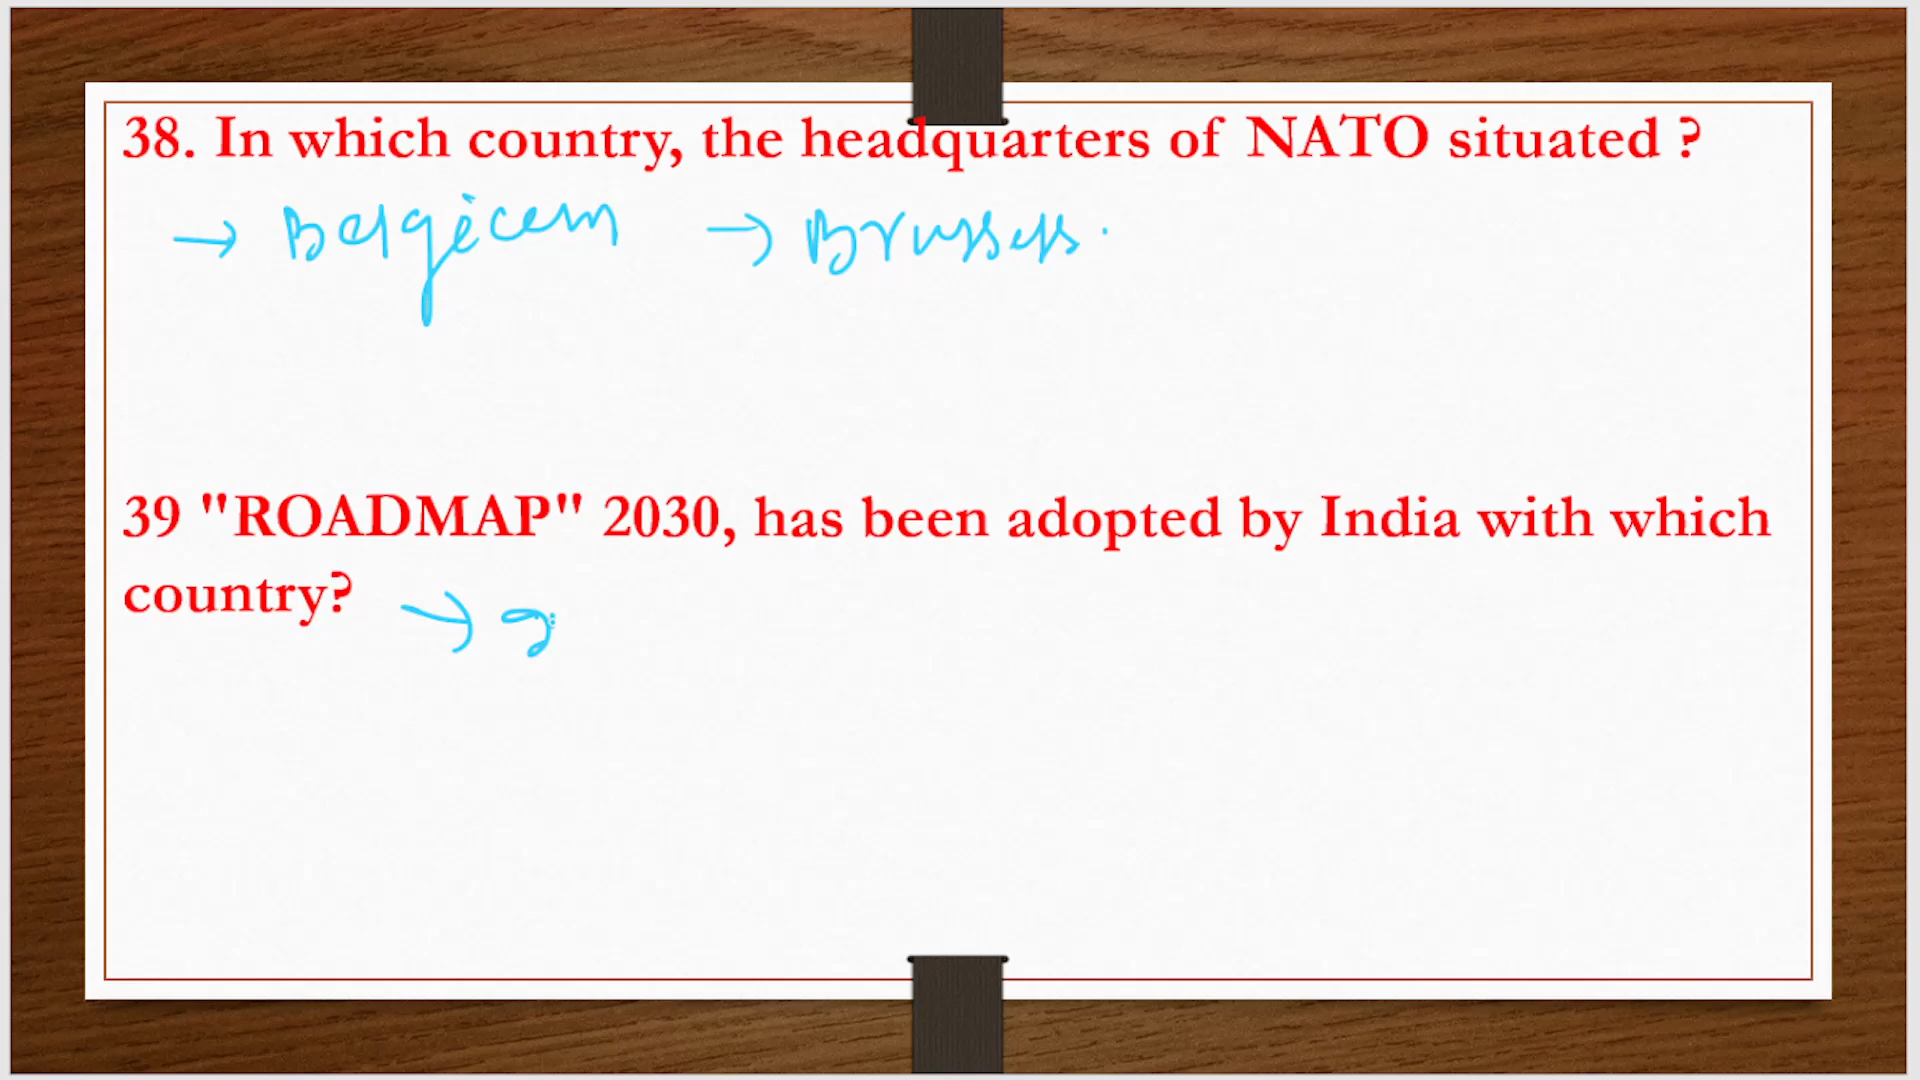 38. In which country, the headquarters of NATO situated ?
→ Belgium → Brussels.
39 "ROADMAP" 2030, has been adopted by India with which
country? →